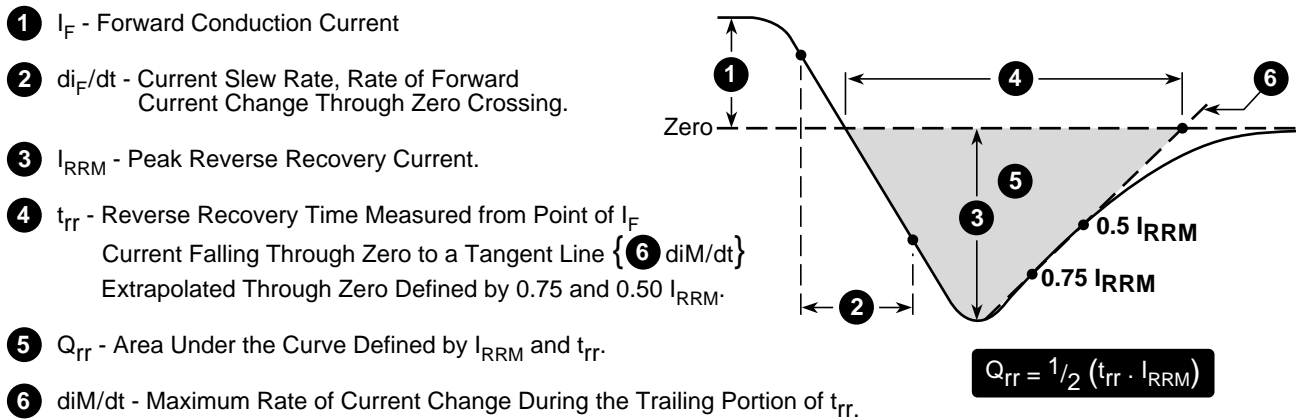 1 I_F - Forward Conduction Current
2 di_F/dt - Current Slew Rate, Rate of Forward
Current Change Through Zero Crossing.
3 I_RRM - Peak Reverse Recovery Current.
4 t_rr - Reverse Recovery Time Measured from Point of I_F
Current Falling Through Zero to a Tangent Line {6 diM/dt}
Extrapolated Through Zero Defined by 0.75 and 0.50 I_RRM.
5 Q_rr - Area Under the Curve Defined by I_RRM and t_rr.
6 diM/dt - Maximum Rate of Current Change During the Trailing Portion of t_rr.
1
4
6
Zero
5
3
0.5 I_RRM
0.75 I_RRM
2
Q_rr = 1/2 (t_rr . I_RRM)